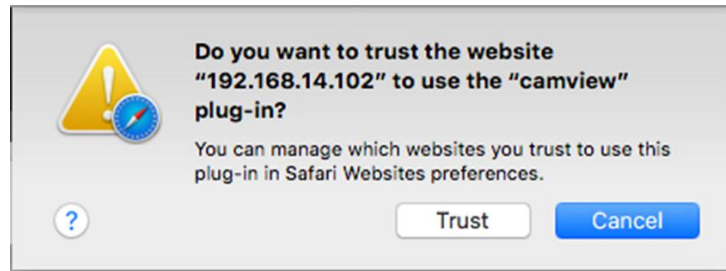 Do you want to trust the website
“192.168.14.102” to use the “camview”
plug-in?
You can manage which websites you trust to use this
plug-in in Safari Websites preferences.
?
Trust
Cancel